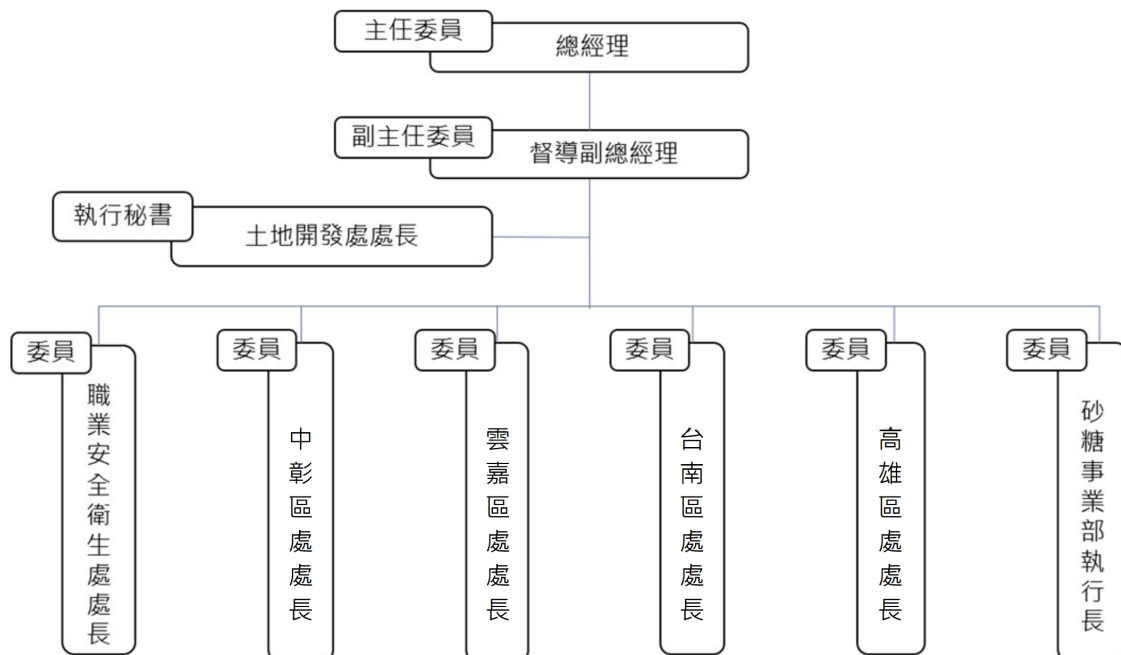 主任委員
總經理
副主任委員
督導副總經理
執行秘書
土地開發處處長
委員
職業安全衛生處處長
委員
中彰區處處長
委員
雲嘉區處處長
委員
台南區處處長
委員
高雄區處處長
委員
砂糖事業部執行長